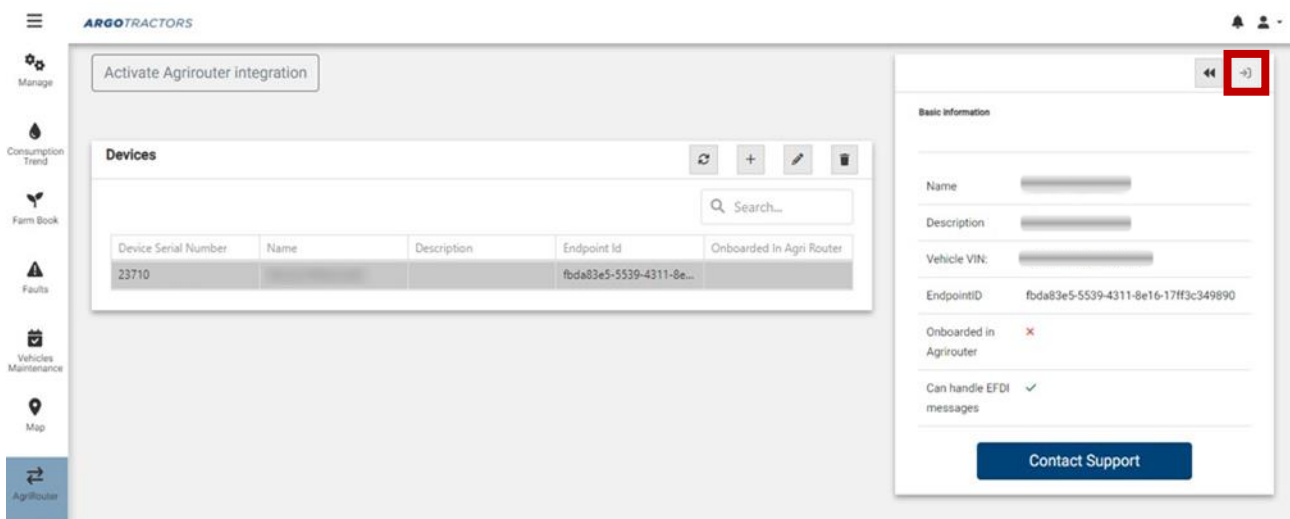 ARGOTRACTORS
Manage
Consumption
Trend
Farm Book
Faults
Vehicles
Maintenance
Map
AgriRouter
Activate Agrirouter integration
Devices
Search...
Device Serial Number Name Description Endpoint Id Onboarded In Agri Router
23710 fbda83e5-5539-4311-8e...
Basic information
Name
Description
Vehicle VIN:
EndpointID fbda83e5-5539-4311-8e16-17ff3c349890
Onboarded in
Agrirouter
Can handle EFDI
messages
Contact Support